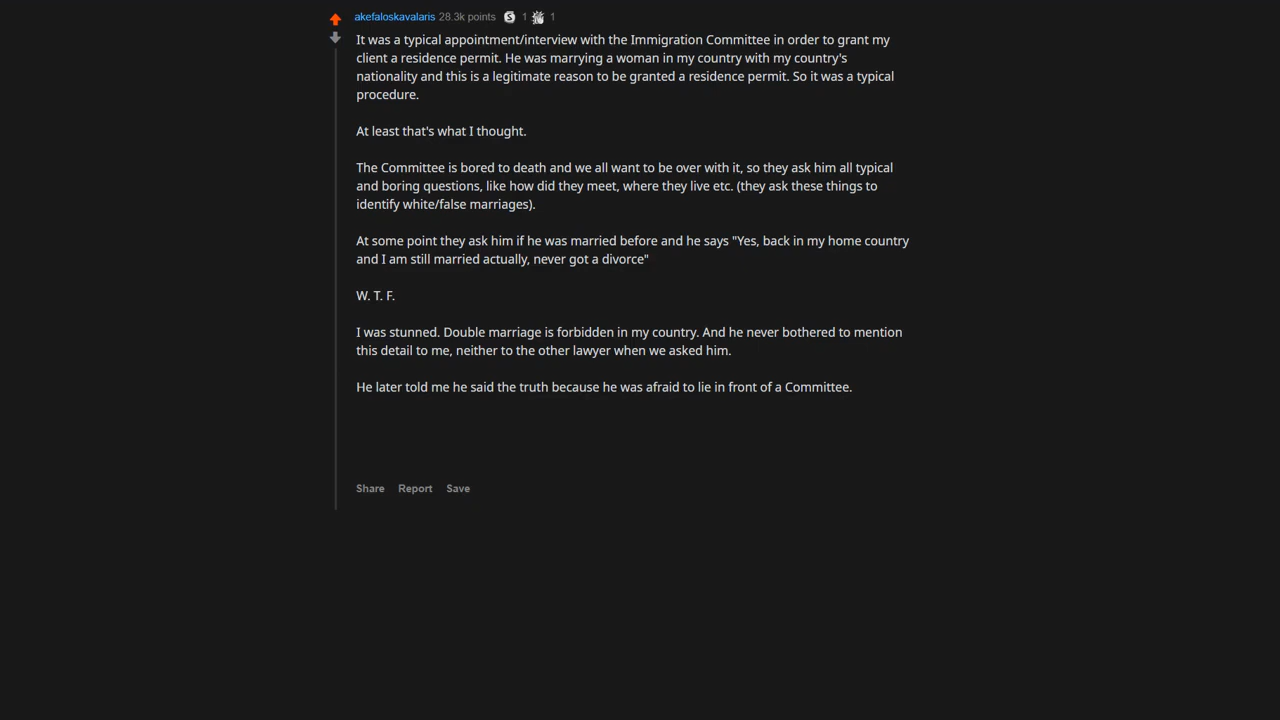 akefaloskavalaris 28.3k points S 1 1
It was a typical appointment/interview with the Immigration Committee in order to grant my
client a residence permit. He was marrying a woman in my country with my country's
nationality and this is a legitimate reason to be granted a residence permit. So it was a typical
procedure.
At least that's what I thought.
The Committee is bored to death and we all want to be over with it, so they ask him all typical
and boring questions, like how did they meet, where they live etc. (they ask these things to
identify white/false marriages).
At some point they ask him if he was married before and he says "Yes, back in my home country
and I am still married actually, never got a divorce"
W. T. F.
I was stunned. Double marriage is forbidden in my country. And he never bothered to mention
this detail to me, neither to the other lawyer when we asked him.
He later told me he said the truth because he was afraid to lie in front of a Committee.
Share Report Save